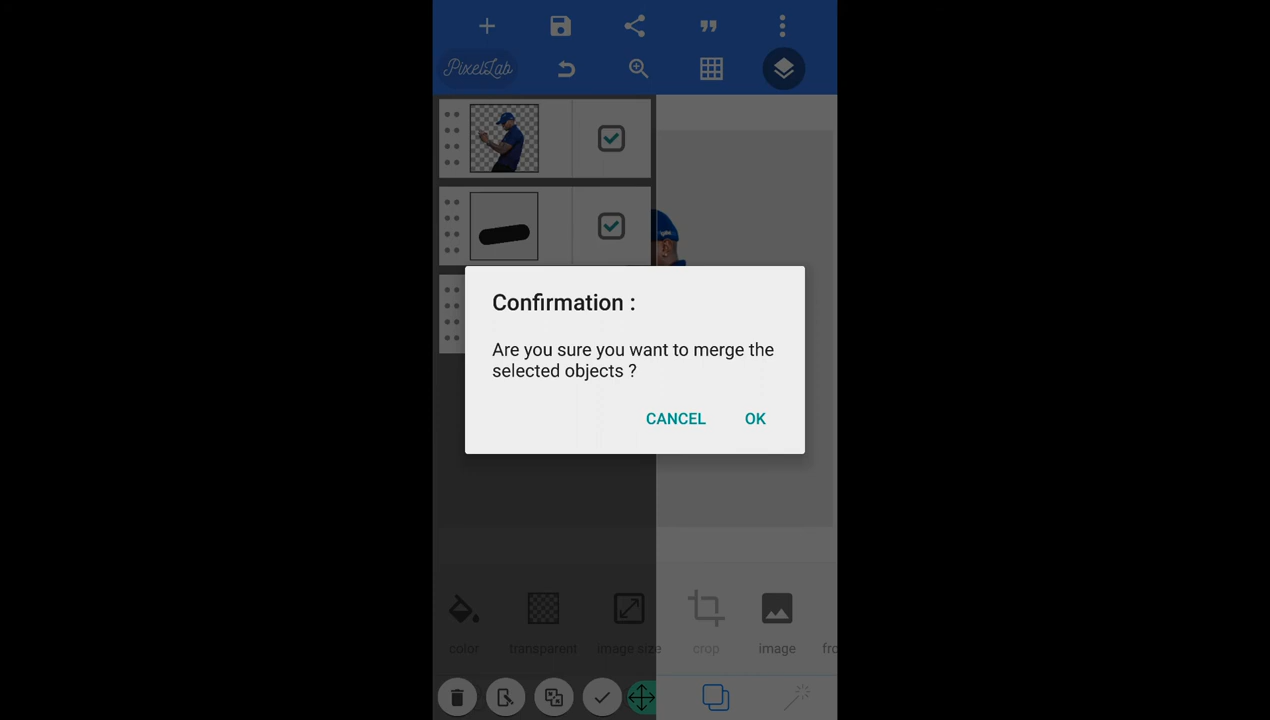 PixelLab
Confirmation :
Are you sure you want to merge the
selected objects ?
CANCEL OK
color transparent image size crop image fro